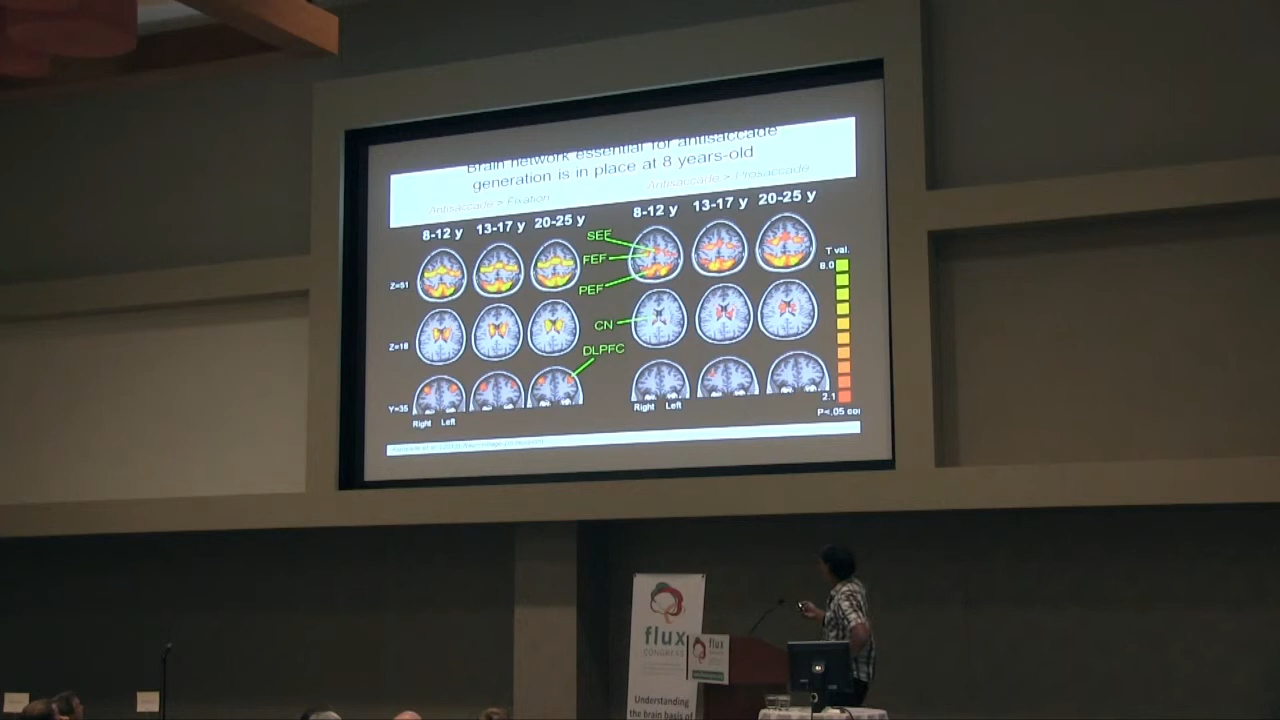 Brain network essential for antisaccade
generation is in place at 8 years-old
Antisaccade > Fixation
Antisaccade > Prosaccade
8-12 y 13-17 y 20-25 y
8-12 y 13-17 y 20-25 y
SEF
FEF
PEF
CN
DLPFC
Z=51
Z=18
Y=35
Right Left
Right Left
T val.
8.0
2.1
P<.05 co
flux
CONGRESS
Understanding
the brain basis of
flux